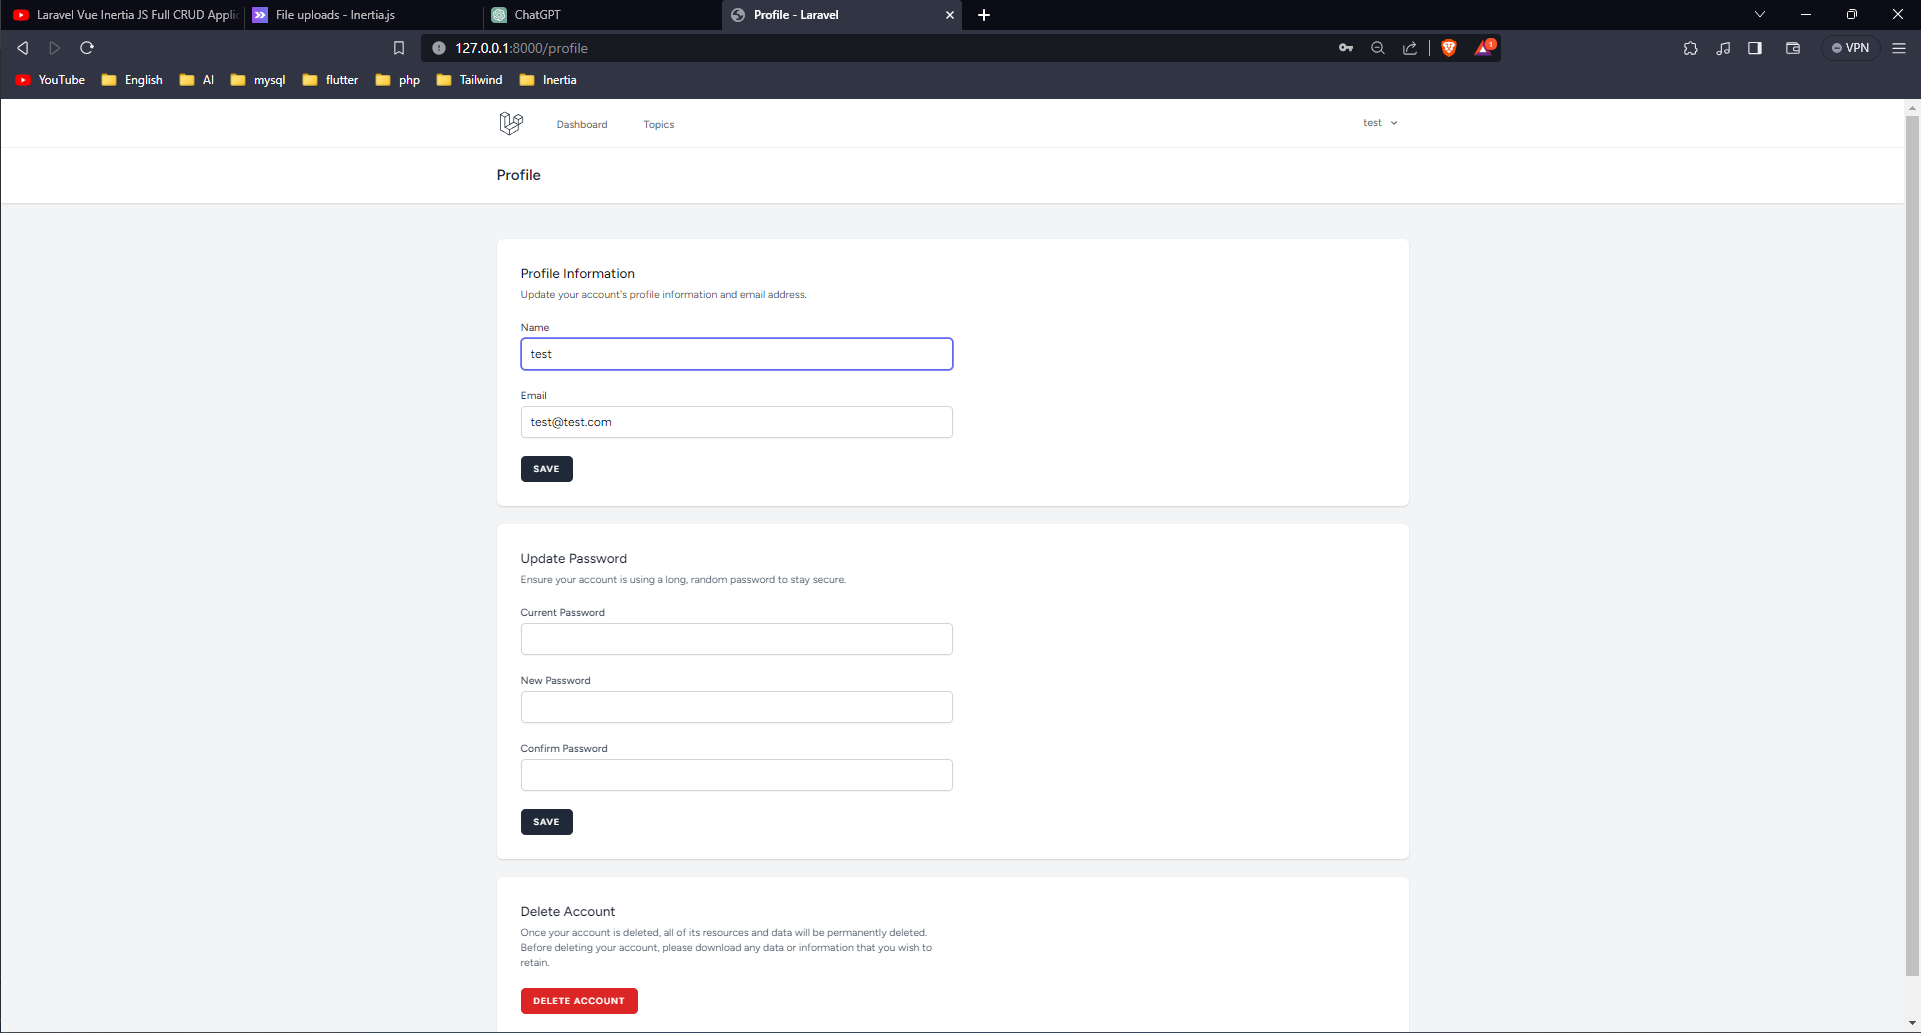 Laravel Vue Inertia JS Full CRUD Applic
File uploads - Inertia.js
ChatGPT
Profile - Laravel
127.0.0.1:8000/profile
1
VPN
YouTube
English
AI
mysql
flutter
php
Tailwind
Inertia
Dashboard
Topics
test
Profile
Profile Information
Update your account's profile information and email address.
Name
test
Email
test@test.com
SAVE
Update Password
Ensure your account is using a long, random password to stay secure.
Current Password
New Password
Confirm Password
SAVE
Delete Account
Once your account is deleted, all of its resources and data will be permanently deleted.
Before deleting your account, please download any data or information that you wish to
retain.
DELETE ACCOUNT